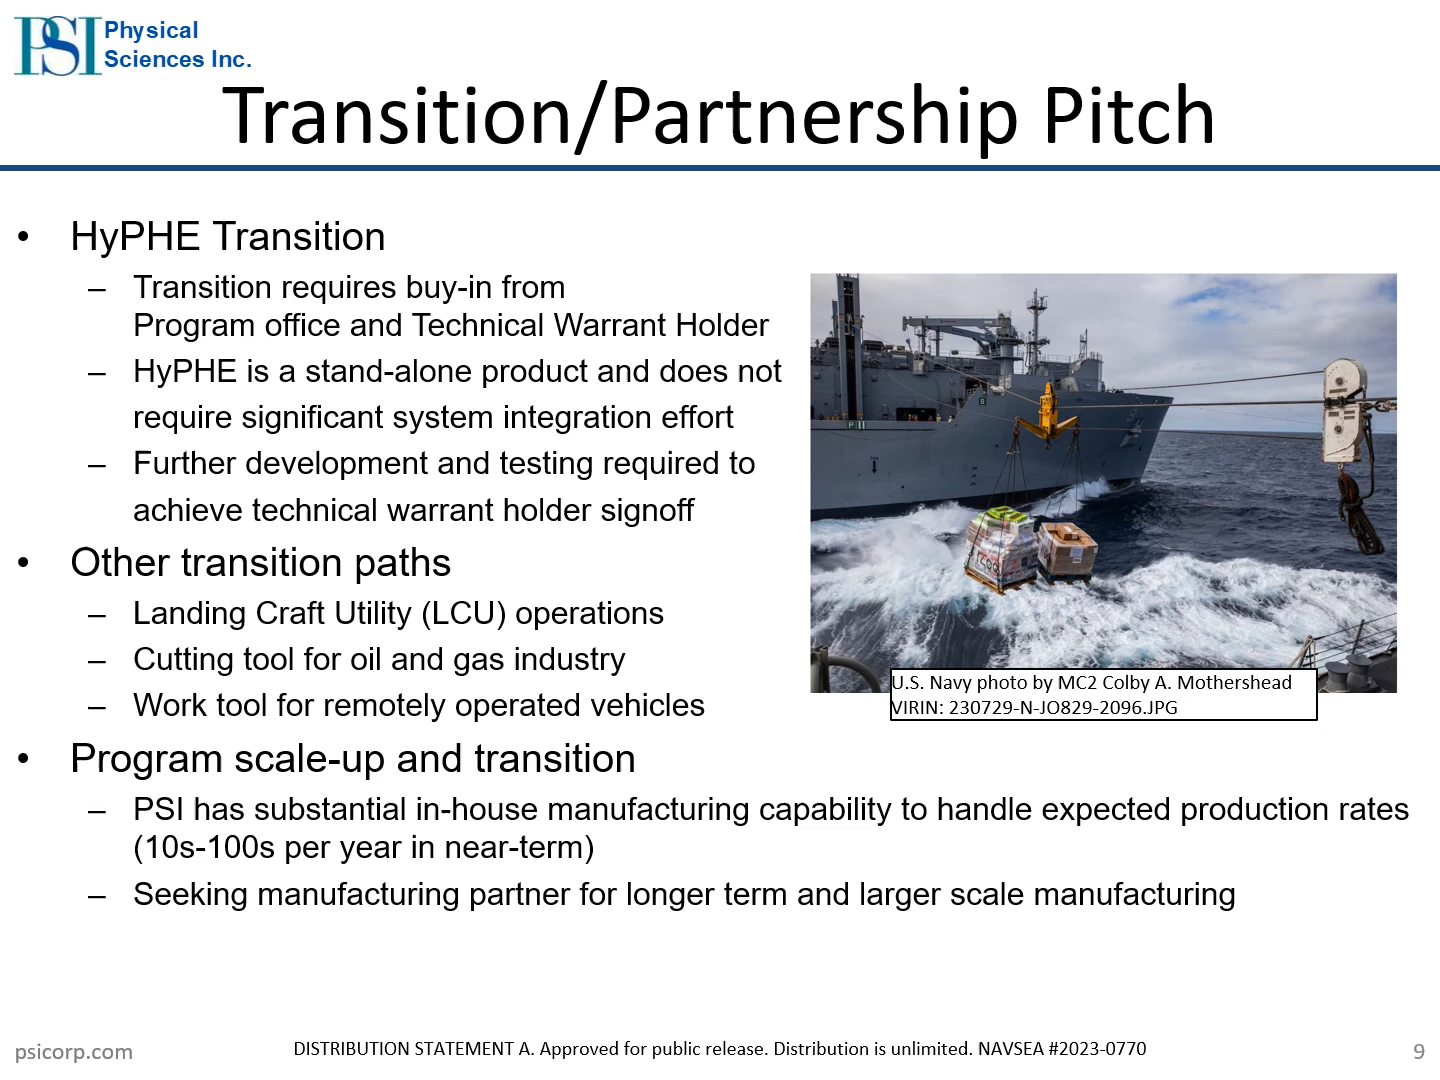 PSI
Physical
Sciences Inc.
Transition/Partnership Pitch
• HyPHE Transition
– Transition requires buy-in from
Program office and Technical Warrant Holder
– HyPHE is a stand-alone product and does not
require significant system integration effort
– Further development and testing required to
achieve technical warrant holder signoff
• Other transition paths
– Landing Craft Utility (LCU) operations
– Cutting tool for oil and gas industry
– Work tool for remotely operated vehicles
U.S. Navy photo by MC2 Colby A. Mothershead
VIRIN: 230729-N-JO829-2096.JPG
• Program scale-up and transition
– PSI has substantial in-house manufacturing capability to handle expected production rates
(10s-100s per year in near-term)
– Seeking manufacturing partner for longer term and larger scale manufacturing
psicorp.com
DISTRIBUTION STATEMENT A. Approved for public release. Distribution is unlimited. NAVSEA #2023-0770
9